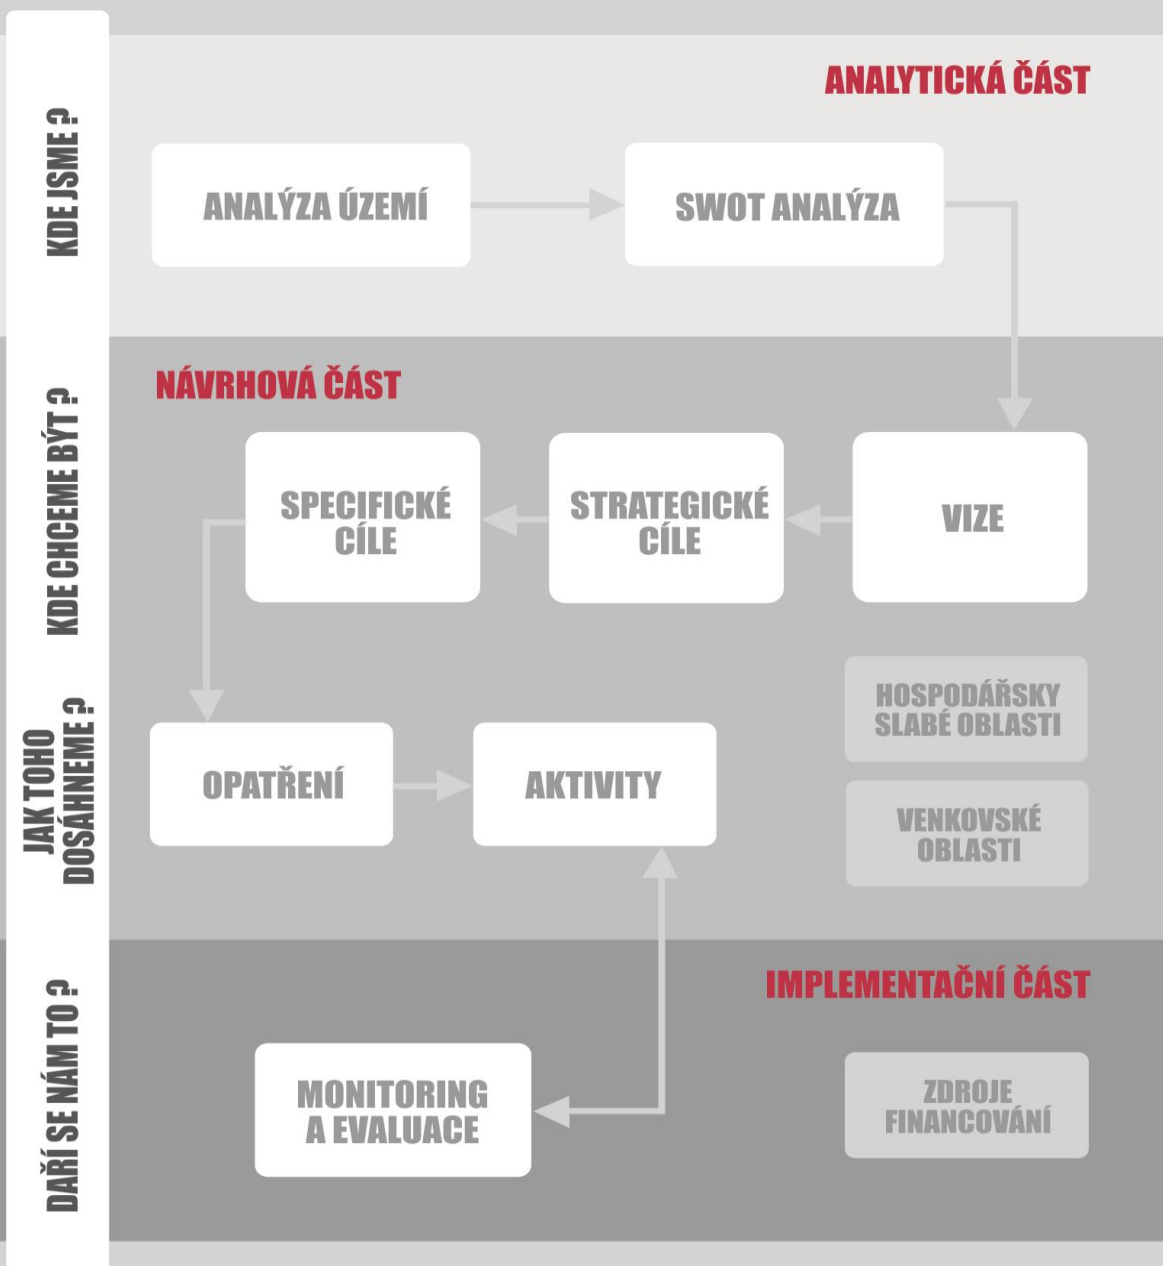 KDE JSME ?
ANALYTICKÁ ČÁST
ANALÝZA ÚZEMÍ
SWOT ANALÝZA
KDE CHCEME BÝT ?
NÁVRHOVÁ ČÁST
SPECIFICKÉ
CÍLE
STRATEGICKÉ
CÍLE
VIZE
JAK TOHO
DOSÁHNEME ?
OPATŘENÍ
AKTIVITY
HOSPODÁŘSKY
SLABÉ OBLASTI
VENKOVSKÉ
OBLASTI
DAŘÍ SE NÁM TO ?
IMPLEMENTAČNÍ ČÁST
MONITORING
A EVALUACE
ZDROJE
FINANCOVÁNÍ